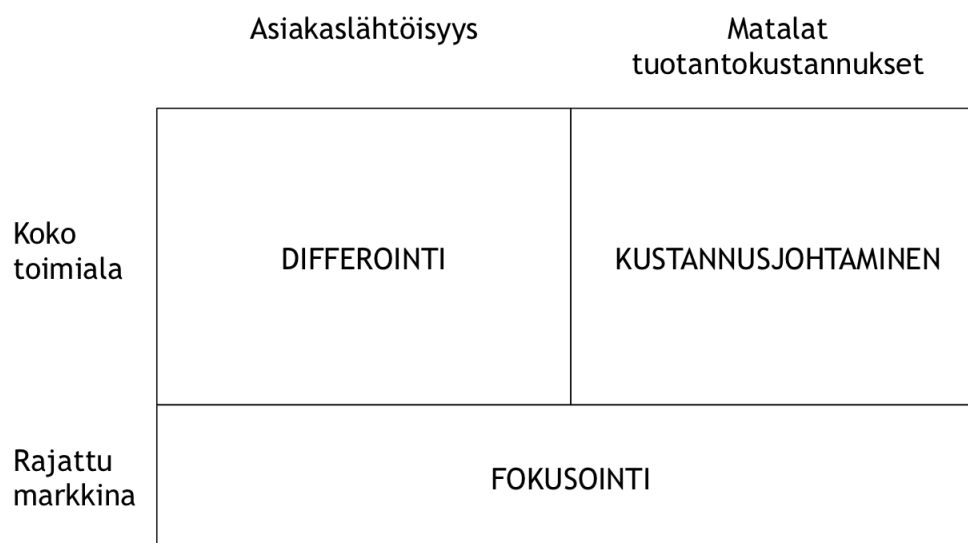 Asiakaslähtöisyys
Matalat
tuotantokustannukset
Koko
toimiala
DIFFEROINTI
KUSTANNUSJOHTAMINEN
Rajattu
markkina
FOKUSOINTI